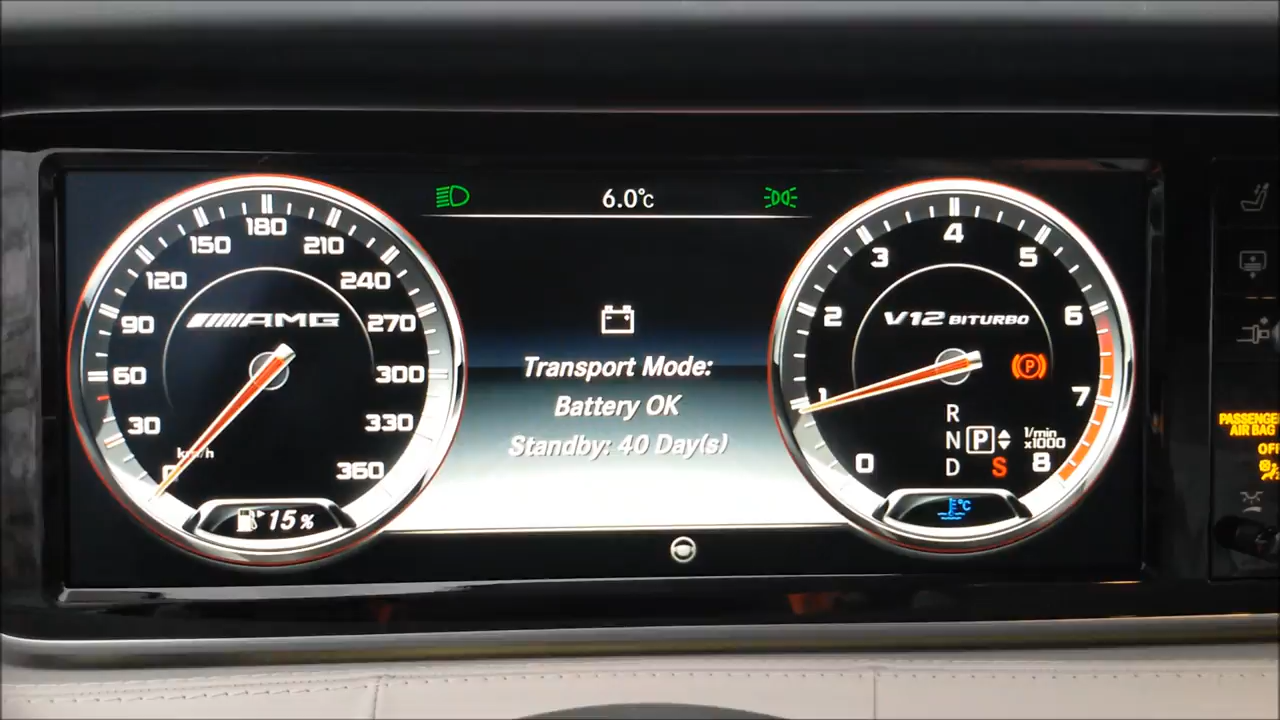 6.0°c
180
150
210
120
240
90
270
60
300
30
330
0
360
km/h
AMG
15%
Transport Mode:
Battery OK
Standby: 40 Day(s)
4
3
5
2
6
1
7
0
8
V12 BITURBO
P
R
N P
D S
1/min
x1000
°C
PASSENGE
AIR BAG
OF